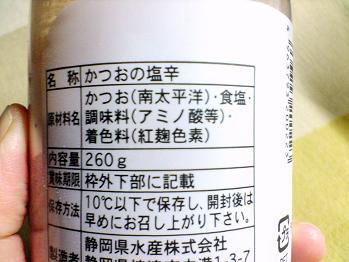 名 称 かつおの塩辛
原材料名 かつお(南太平洋)・食塩・
調味料(アミノ酸等)・
着色料(紅麹色素)
内容量 260g
賞味期限 枠外下部に記載
保存方法 10℃以下で保存し、開封後は
早めにお召し上がり下さい。
製造者 静岡県水産株式会社